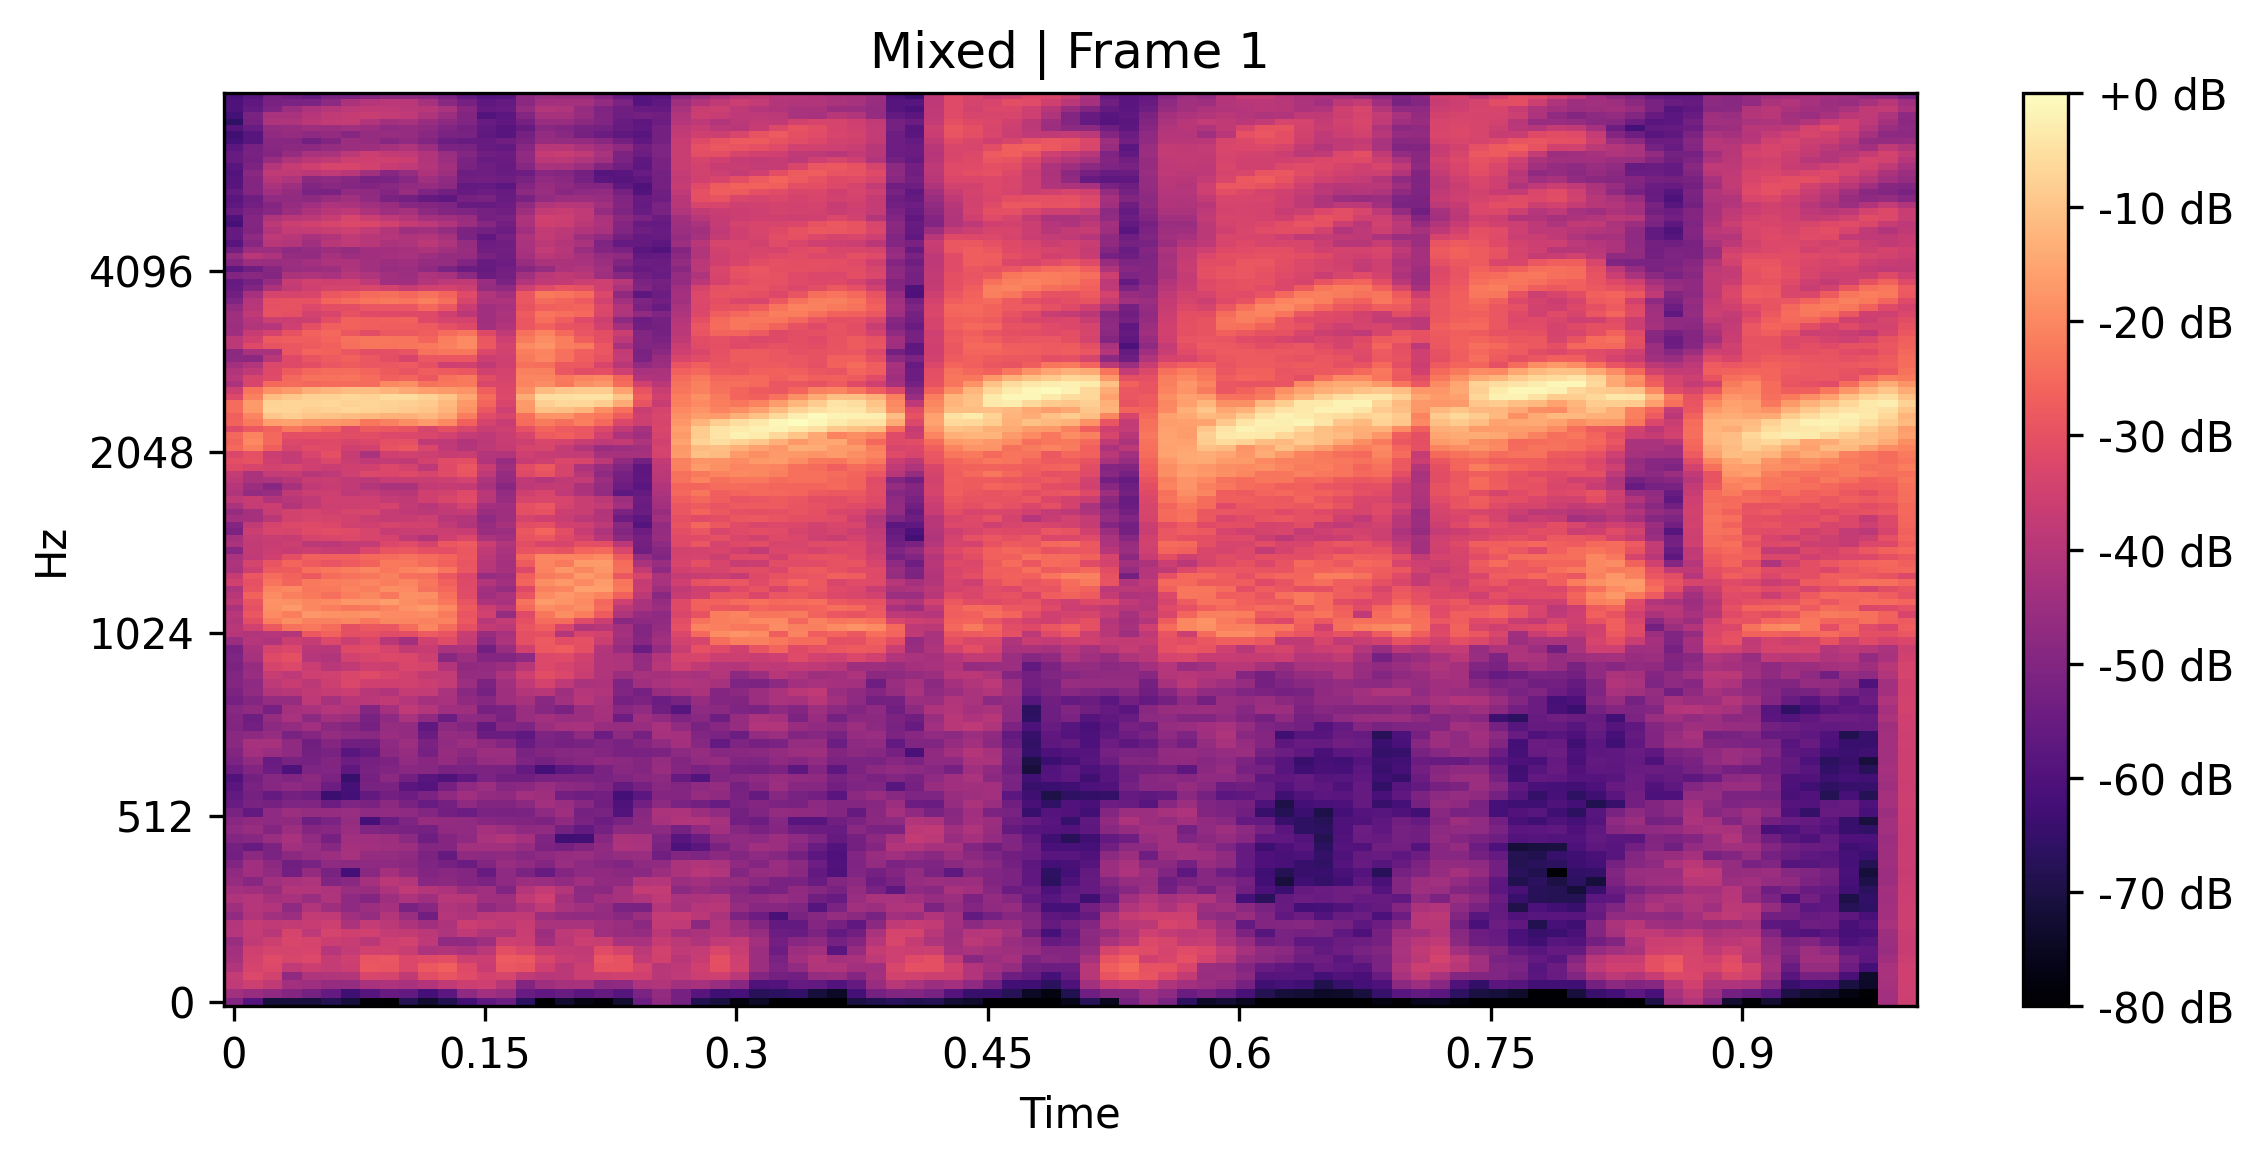 Mixed | Frame 1
+0 dB
-10 dB
-20 dB
-30 dB
-40 dB
-50 dB
-60 dB
-70 dB
-80 dB
Hz
4096
2048
1024
512
0
0 0.15 0.3 0.45 0.6 0.75 0.9
Time